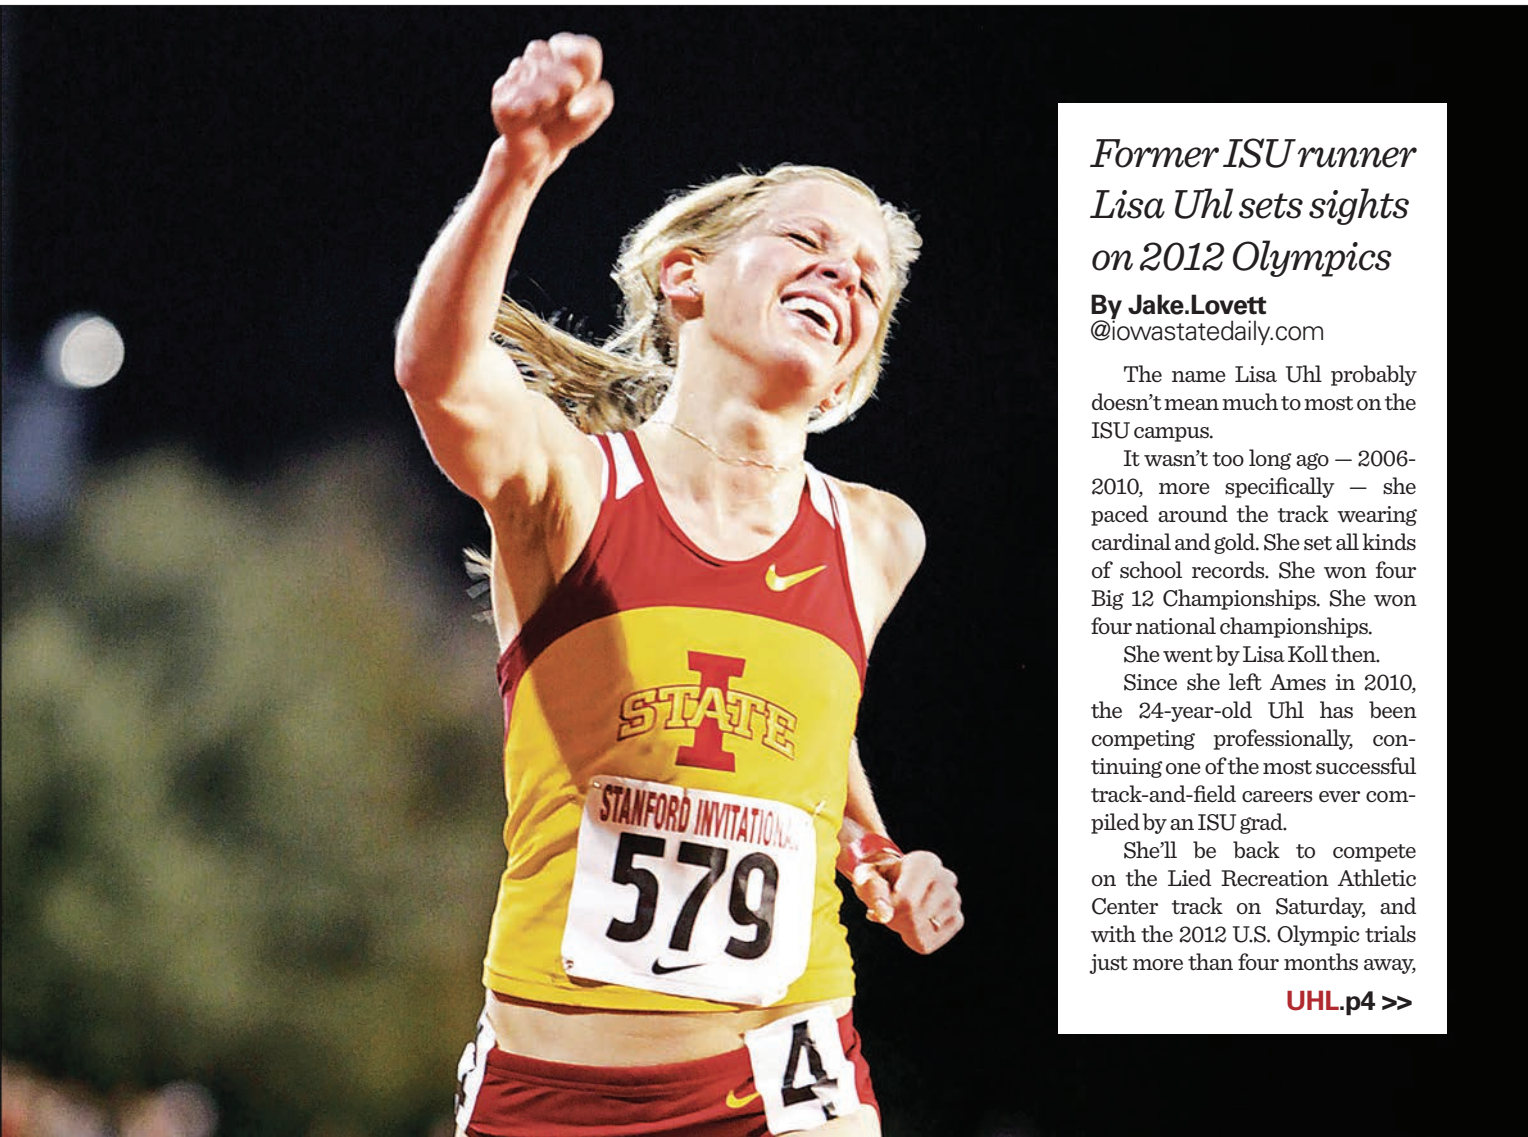 Former ISU runner
Lisa Uhl sets sights
on 2012 Olympics
By Jake.Lovett
@iowastatedaily.com
The name Lisa Uhl probably
doesn't mean much to most on the
ISU campus.
It wasn't too long ago — 2006-
2010, more specifically — she
paced around the track wearing
cardinal and gold. She set all kinds
of school records. She won four
Big 12 Championships. She won
four national championships.
She went by Lisa Koll then.
Since she left Ames in 2010,
the 24-year-old Uhl has been
competing professionally, con-
tinuing one of the most successful
track-and-field careers ever com-
piled by an ISU grad.
She'll be back to compete
on the Lied Recreation Athletic
Center track on Saturday, and
with the 2012 U.S. Olympic trials
just more than four months away,
UHL.p4 >>
I
STATE
STANFORD INVITATIONA
579
4